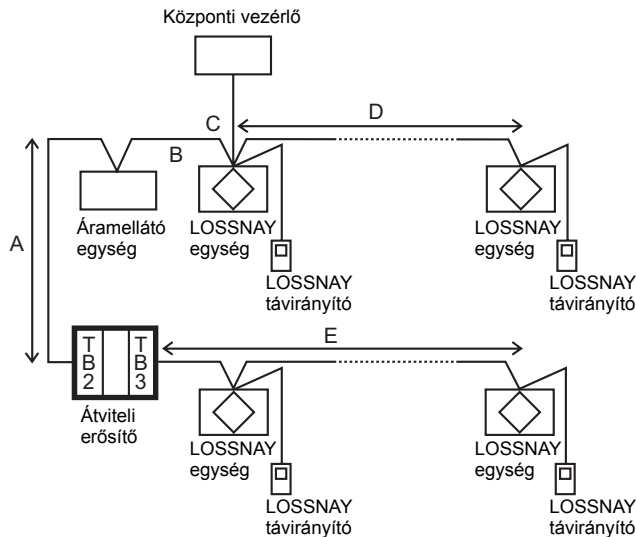 Központi vezérlő
D
C
B
A
Áramellátó
egység
LOSSNAY
egység
LOSSNAY
távirányító
LOSSNAY
egység
LOSSNAY
távirányító
E
T
B
2
T
B
3
Átviteli
erősítő
LOSSNAY
egység
LOSSNAY
távirányító
LOSSNAY
egység
LOSSNAY
távirányító